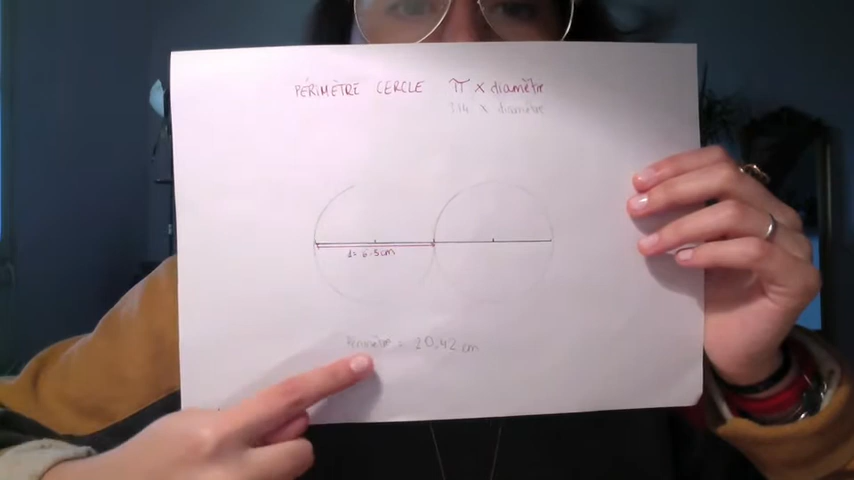 PÉRIMÈTRE CERCLE π x diamètre
3,14 x diamètre
d= 6.5cm
Périmètre = 20,42 cm